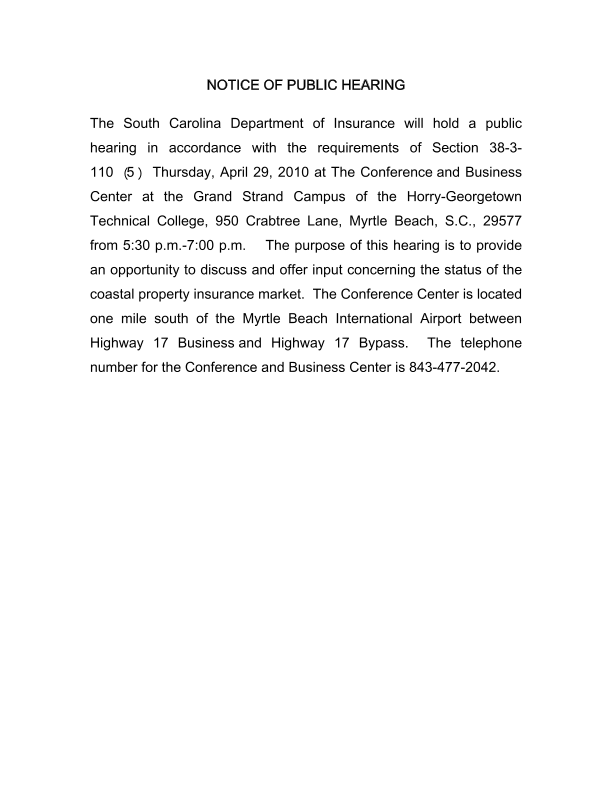 NOTICE OF PUBLIC HEARING
The South Carolina Department of Insurance will hold a public
hearing in accordance with the requirements of Section 38-3-
110 (5) Thursday, April 29, 2010 at The Conference and Business
Center at the Grand Strand Campus of the Horry-Georgetown
Technical College, 950 Crabtree Lane, Myrtle Beach, S.C., 29577
from 5:30 p.m.-7:00 p.m. The purpose of this hearing is to provide
an opportunity to discuss and offer input concerning the status of the
coastal property insurance market. The Conference Center is located
one mile south of the Myrtle Beach International Airport between
Highway 17 Business and Highway 17 Bypass. The telephone
number for the Conference and Business Center is 843-477-2042.